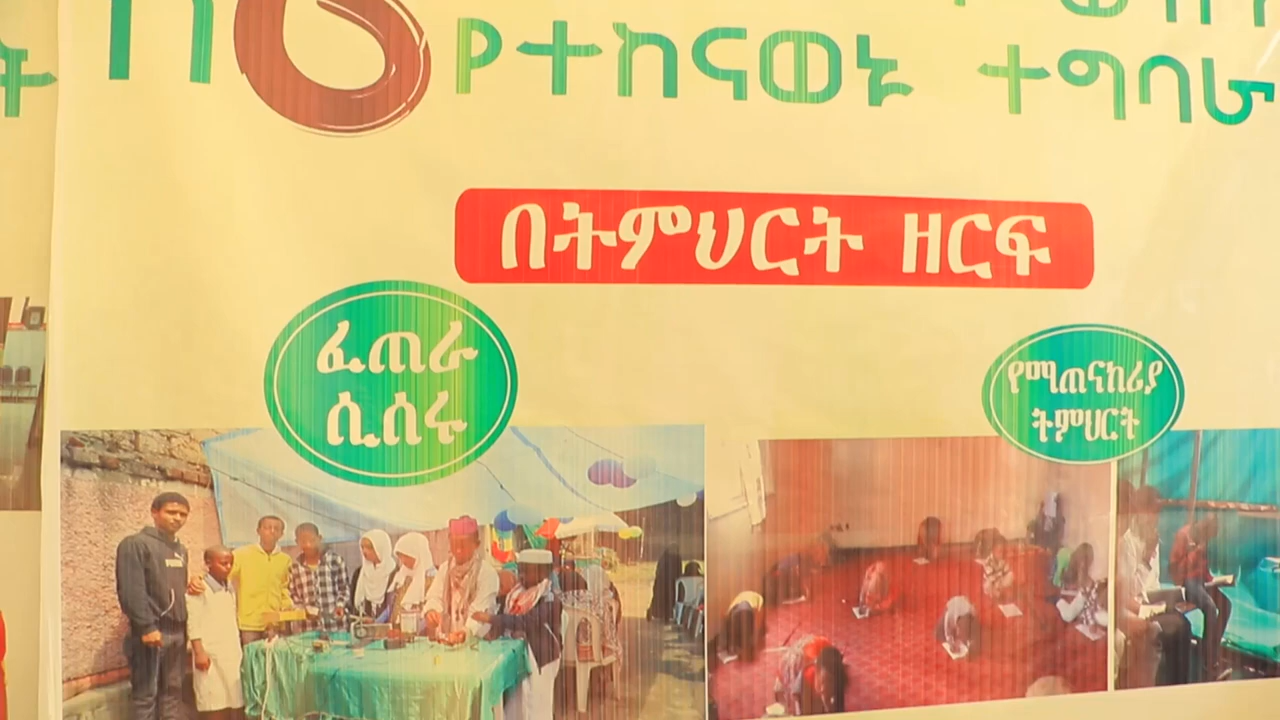 የተከናወኑ ተግባራ
በትምህርት ዘርፍ
ፈጠራ
ሲሰሩ
የማጠናከሪያ
ትምህርት